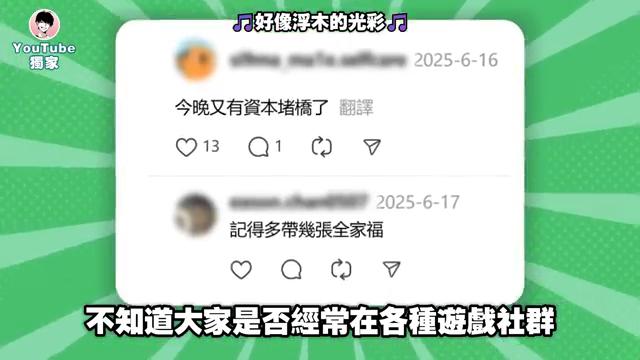 🎵好像浮木的光彩🎵
YouTube
獨家
2025-6-16
今晚又有資本堵橋了 翻譯
13 1
2025-6-17
記得多帶幾張全家福
不知道大家是否經常在各種遊戲社群